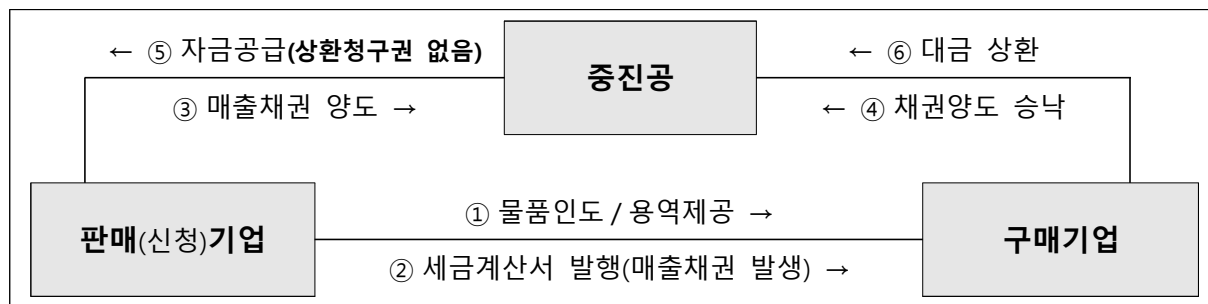 ← ⑤ 자금공급(상환청구권 없음)
← ⑥ 대금 상환
중진공
③ 매출채권 양도 →
← ④ 채권양도 승낙
① 물품인도 / 용역제공 →
판매(신청)기업
구매기업
② 세금계산서 발행(매출채권 발생) →